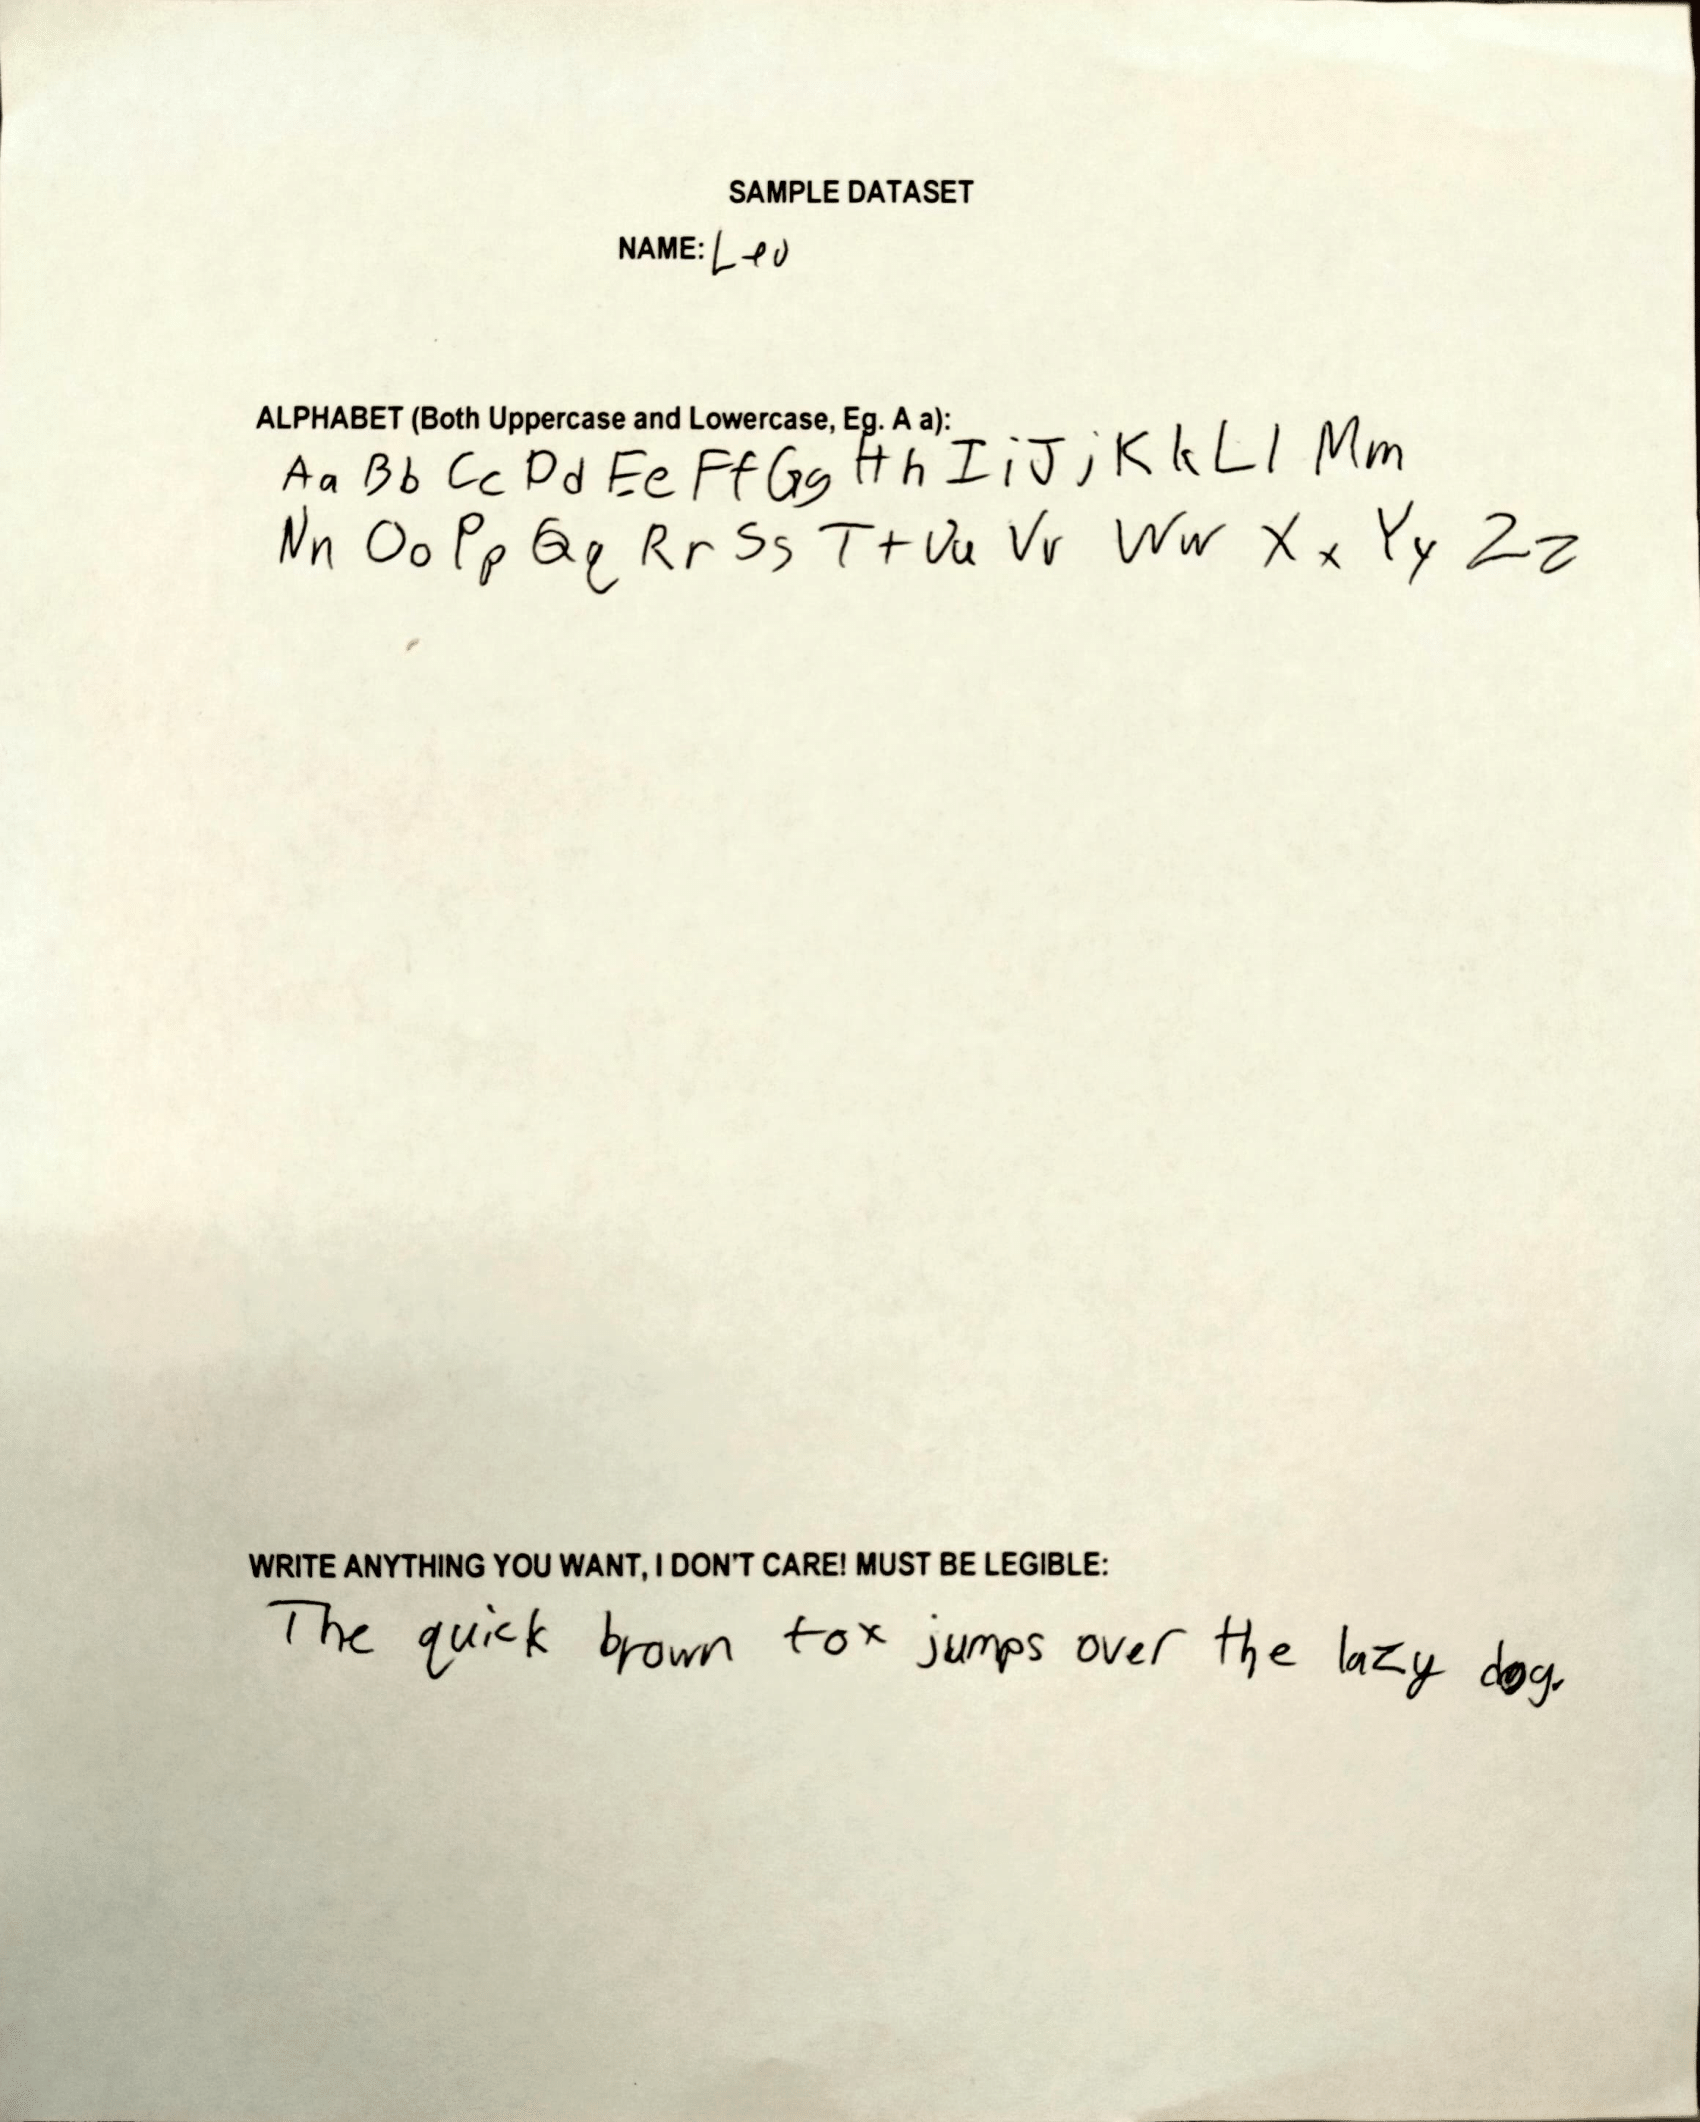 SAMPLE DATASET
NAME: Leo
ALPHABET (Both Uppercase and Lowercase, Eg. A a):
Aa Bb Cc Dd Ee Ff Gg Hh Ii Jj Kk Ll Mm
Nn Oo Pp Qq Rr Ss Tt Uu Vv Ww Xx Yy Zz
WRITE ANYTHING YOU WANT, I DON'T CARE! MUST BE LEGIBLE:
The quick brown fox jumps over the lazy dog.